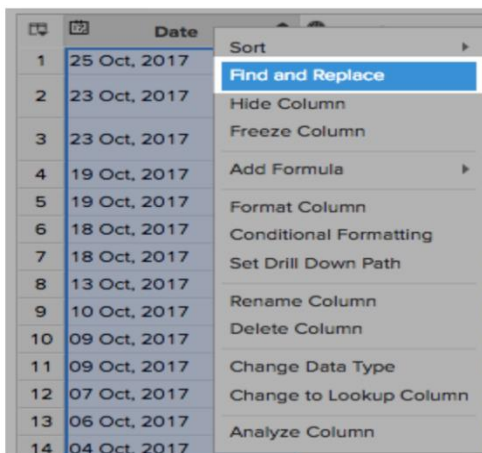 Date
1 25 Oct, 2017
2 23 Oct, 2017
3 23 Oct, 2017
4 19 Oct, 2017
5 19 Oct, 2017
6 18 Oct, 2017
7 18 Oct, 2017
8 13 Oct, 2017
9 10 Oct, 2017
10 09 Oct, 2017
11 09 Oct, 2017
12 07 Oct, 2017
13 06 Oct, 2017
14 04 Oct, 2017
Sort
Find and Replace
Hide Column
Freeze Column
Add Formula
Format Column
Conditional Formatting
Set Drill Down Path
Rename Column
Delete Column
Change Data Type
Change to Lookup Column
Analyze Column